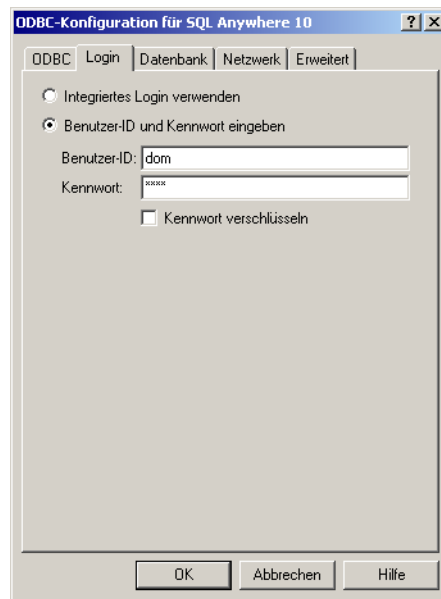 ODBC-Konfiguration für SQL Anywhere 10
ODBC Login Datenbank Netzwerk Erweitert
Integriertes Login verwenden
Benutzer-ID und Kennwort eingeben
Benutzer-ID: dom
Kennwort: ****
Kennwort verschlüsseln
OK Abbrechen Hilfe